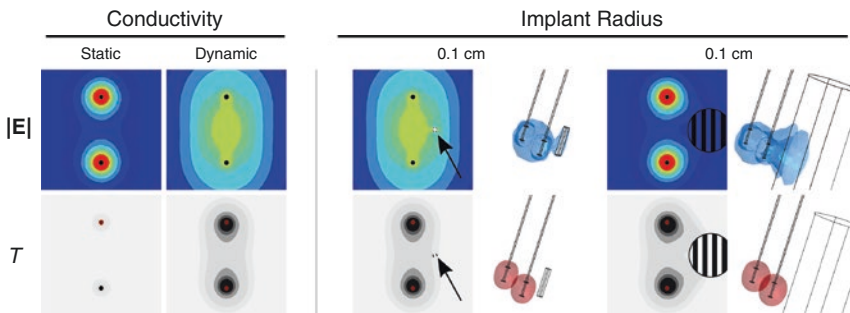 Conductivity
Implant Radius
Static
Dynamic
0.1 cm
0.1 cm
|E|
T